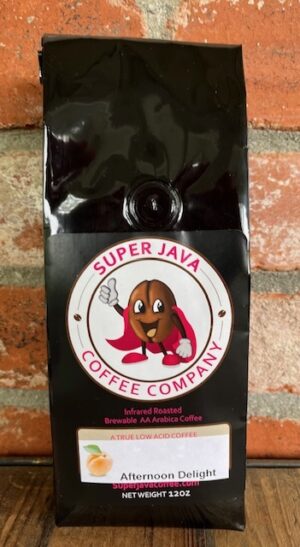 SUPER JAVA
COFFEE COMPANY
Infrared Roasted
Brewable AA Arabica Coffee
A TRUE LOW ACID COFFEE
Afternoon Delight
Superjavacoffee.com
NET WEIGHT 12OZ